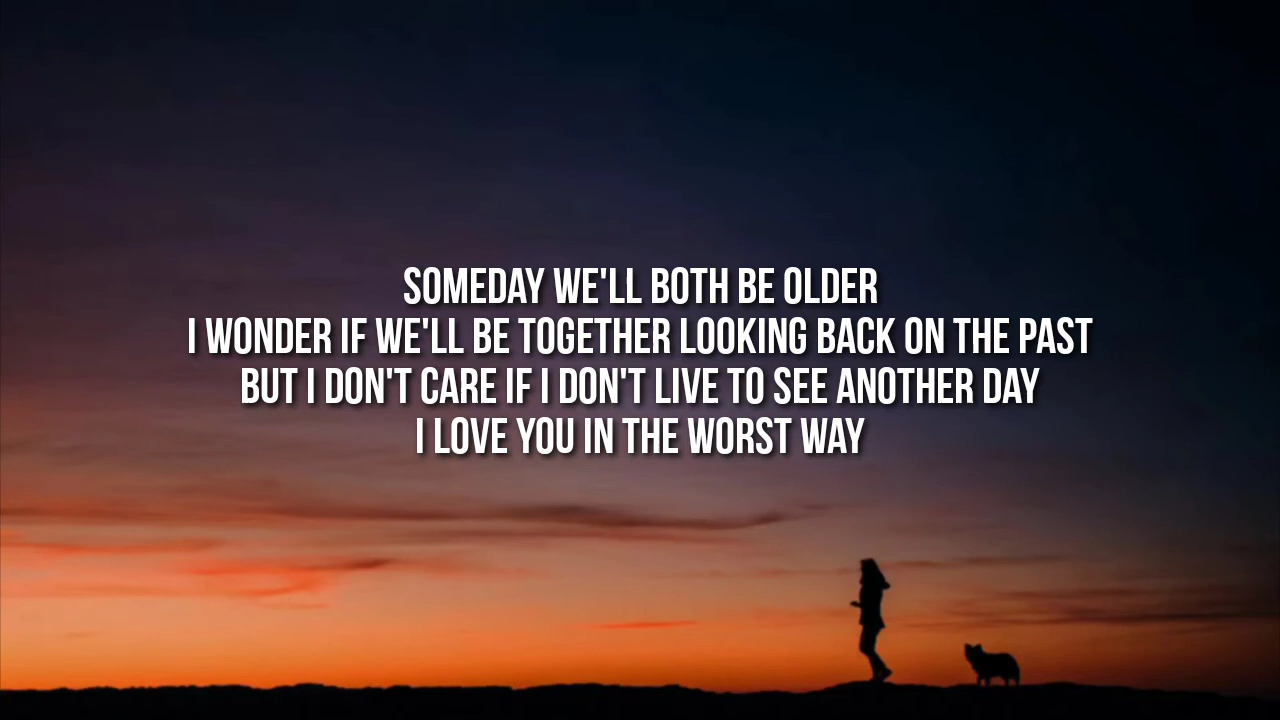 SOMEDAY WE'LL BOTH BE OLDER
I WONDER IF WE'LL BE TOGETHER LOOKING BACK ON THE PAST
BUT I DON'T CARE IF I DON'T LIVE TO SEE ANOTHER DAY
I LOVE YOU IN THE WORST WAY